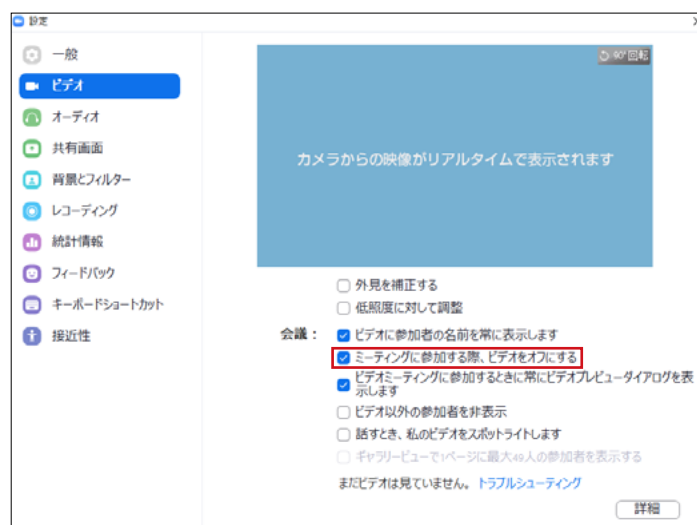 設定
一般
ビデオ
オーディオ
共有画面
背景とフィルター
レコーディング
統計情報
フィードバック
キーボードショートカット
接近性
90°回転
カメラからの映像がリアルタイムで表示されます
外見を補正する
低照度に対して調整
会議：
ビデオに参加者の名前を常に表示します
ミーティングに参加する際、ビデオをオフにする
ビデオミーティングに参加するときに常にビデオプレビューダイアログを表
示します
ビデオ以外の参加者を非表示
話すとき、私のビデオをスポットライトします
ギャラリービューで1ページに最大49人の参加者を表示する
まだビデオは見ていません。 トラブルシューティング
詳細